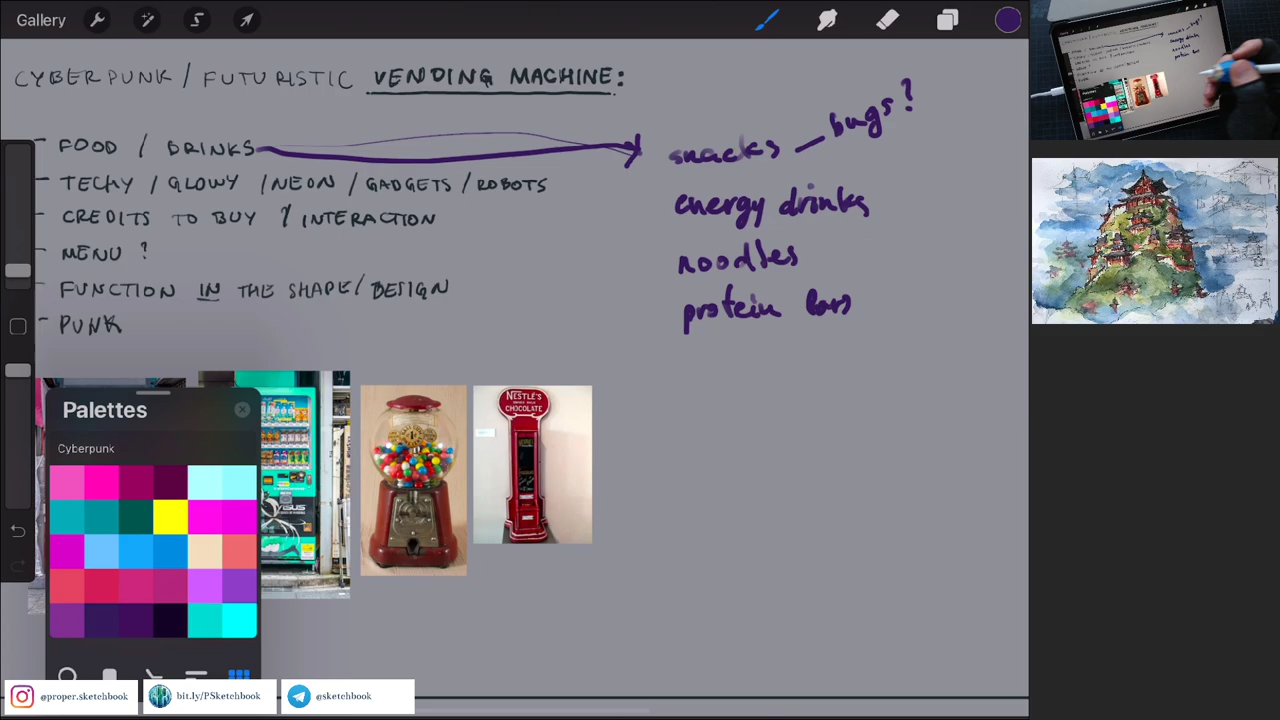 Gallery
CYBERPUNK / FUTURISTIC VENDING MACHINE:
- FOOD / DRINKS
- TECHY / GLOWY / NEON / GADGETS / ROBOTS
- CREDITS TO BUY / INTERACTION
- MENU ?
- FUNCTION IN THE SHAPE / DESIGN
- PUNK
snacks — bugs?
energy drinks
noodles
protein bars
Palettes
Cyberpunk
NESTLÉ'S
CHOCOLATE
@proper.sketchbook
bit.ly/PSketchbook
@sketchbook